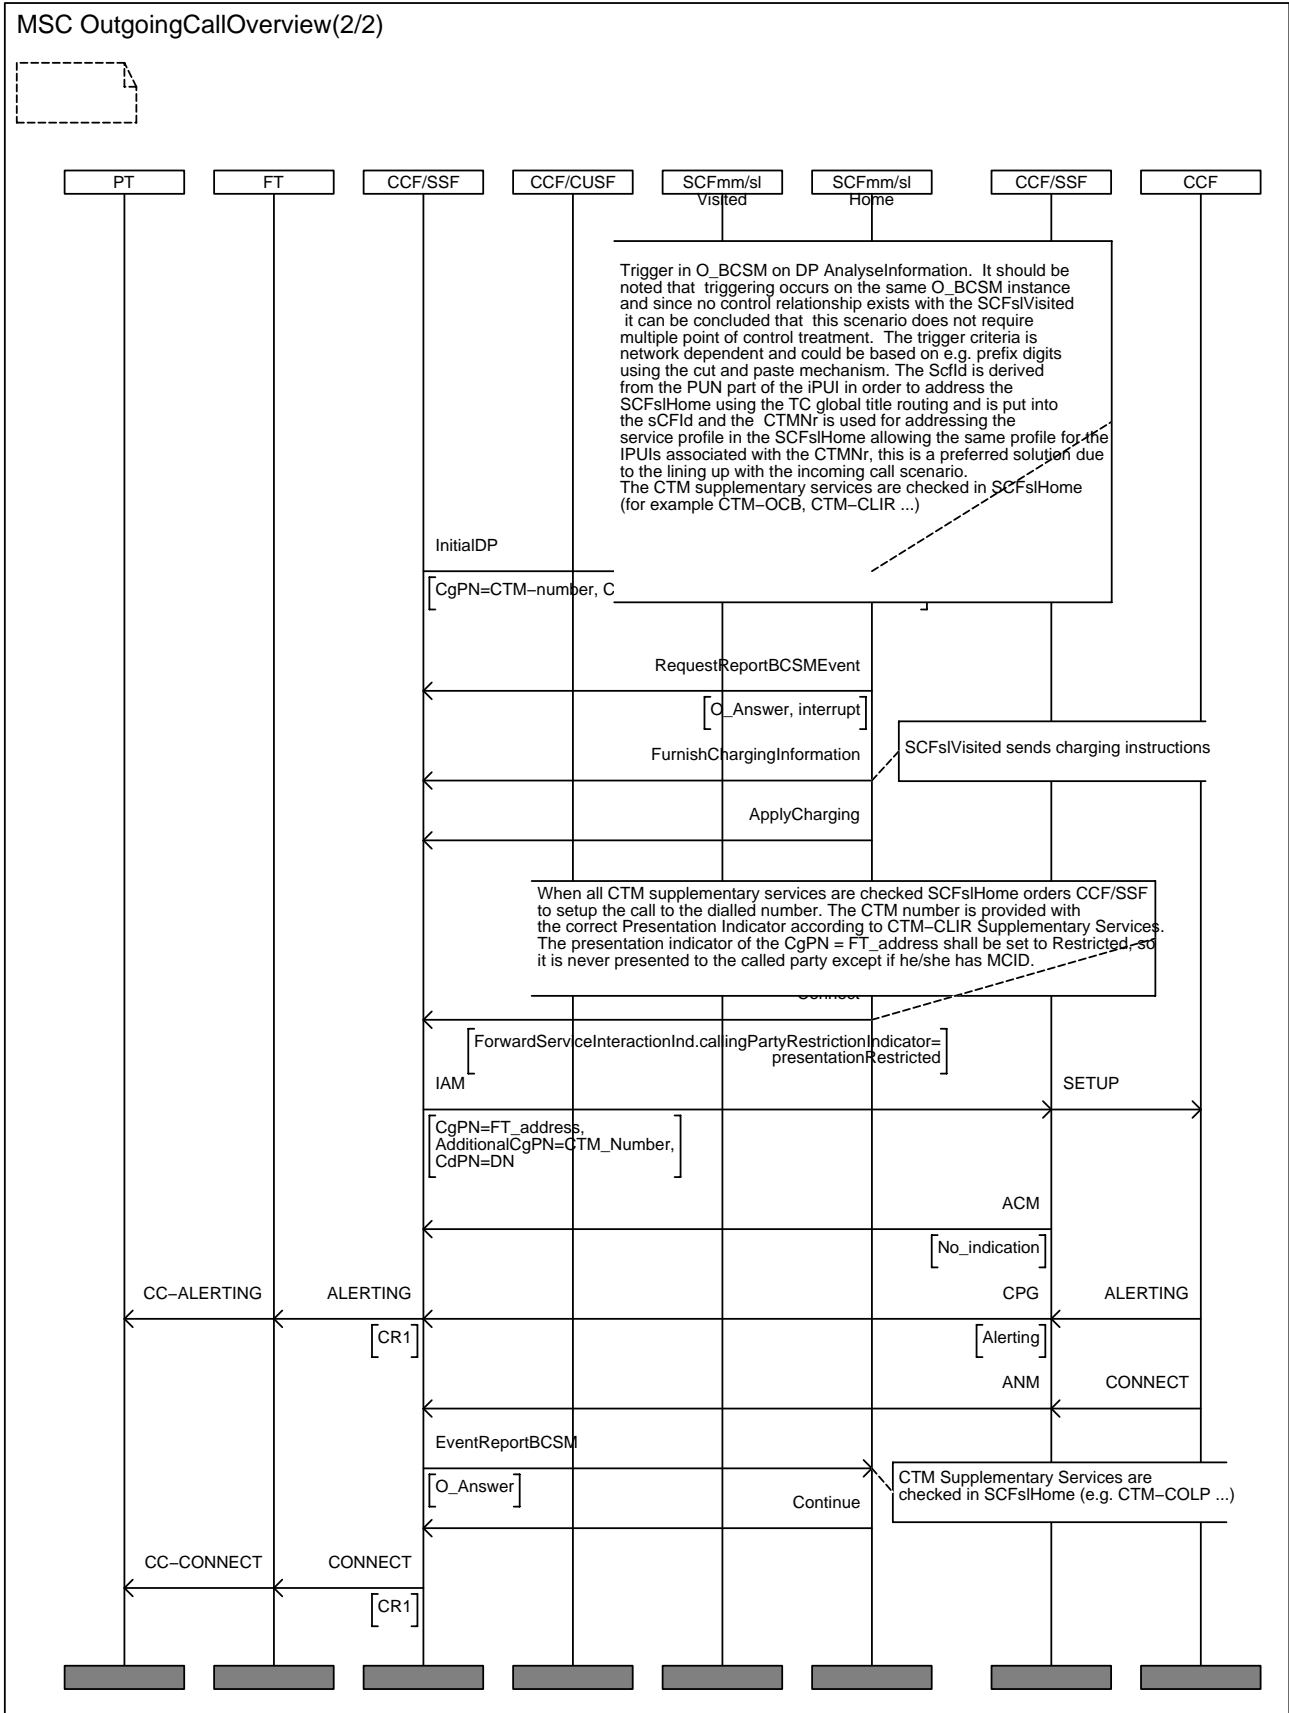 MSC OutgoingCallOverview(2/2)
PT
FT
CCF/SSF
CCF/CUSF
SCFmm/sl
Visited
SCFmm/sl
Home
CCF/SSF
CCF
Trigger in O_BCSM on DP AnalyseInformation. It should be
noted that triggering occurs on the same O_BCSM instance
and since no control relationship exists with the SCFslVisited
it can be concluded that this scenario does not require
multiple point of control treatment. The trigger criteria is
network dependent and could be based on e.g. prefix digits
using the cut and paste mechanism. The ScfId is derived
from the PUN part of the iPUI in order to address the
SCFslHome using the TC global title routing and is put into
the sCFId and the CTMNr is used for addressing the
service profile in the SCFslHome allowing the same profile for the
IPUIs associated with the CTMNr, this is a preferred solution due
to the lining up with the incoming call scenario.
The CTM supplementary services are checked in SCFslHome
(for example CTM−OCB, CTM−CLIR ...)
InitialDP
CgPN=CTM−number, C
RequestReportBCSMEvent
O_Answer, interrupt
FurnishChargingInformation
SCFslVisited sends charging instructions
ApplyCharging
When all CTM supplementary services are checked SCFslHome orders CCF/SSF
to setup the call to the dialled number. The CTM number is provided with
the correct Presentation Indicator according to CTM−CLIR Supplementary Services.
The presentation indicator of the CgPN = FT_address shall be set to Restricted, so
it is never presented to the called party except if he/she has MCID.
Connect
ForwardServiceInteractionInd.callingPartyRestrictionIndicator=
presentationRestricted
IAM
SETUP
CgPN=FT_address,
AdditionalCgPN=CTM_Number,
CdPN=DN
ACM
No_indication
CC−ALERTING
ALERTING
CPG
ALERTING
CR1
Alerting
ANM
CONNECT
EventReportBCSM
O_Answer
CTM Supplementary Services are
checked in SCFslHome (e.g. CTM−COLP ...)
Continue
CC−CONNECT
CONNECT
CR1